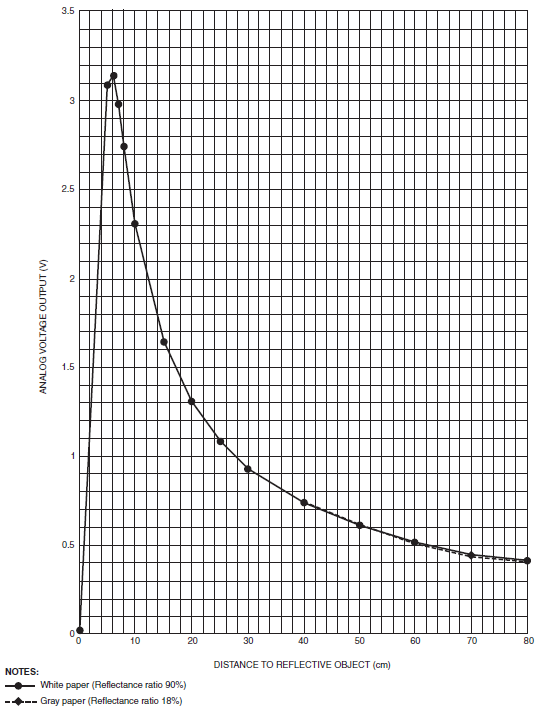 3.5
3
2.5
2
1.5
1
0.5
0
ANALOG VOLTAGE OUTPUT (V)
0 10 20 30 40 50 60 70 80
DISTANCE TO REFLECTIVE OBJECT (cm)
NOTES:
White paper (Reflectance ratio 90%)
Gray paper (Reflectance ratio 18%)